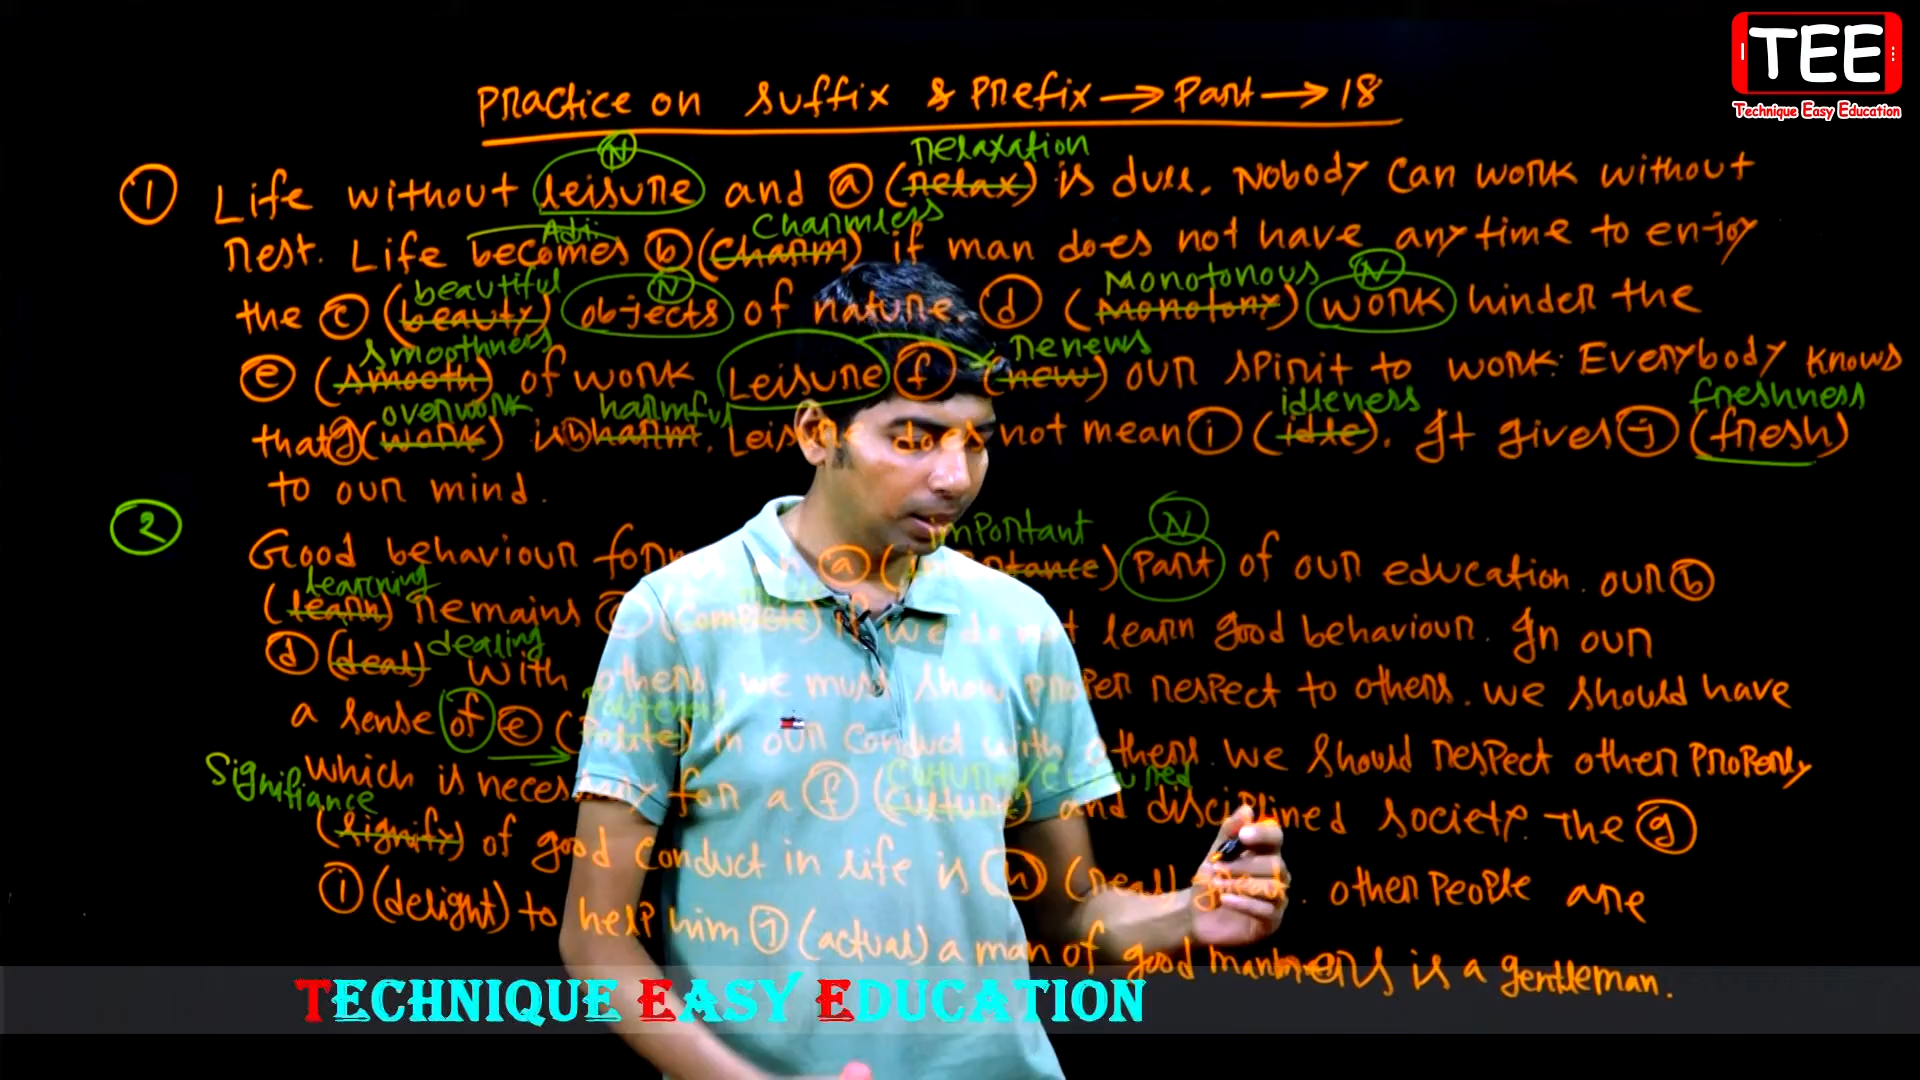 TEE
Technique Easy Education
Practice on suffix & Prefix → Part → 18
N relaxation
① Life without leisure and ⓐ (relax) is dull. Nobody can work without
Adj. Charmless
rest. Life becomes ⓑ (Charm) if man does not have any time to enjoy
beautiful N Monotonous N
the ⓒ (beauty) objects of nature. ⓓ (Monotony) work hinder the
smoothness renews
ⓔ (smooth) of work Leisure ⓕ (new) our spirit to work. Everybody knows
overwork harmful idleness freshness
that ⓖ (work) is ⓗ harm. Leisure does not mean ⓘ (idle). It gives ⓙ (fresh)
to our mind.
important N
② Good behaviour forms an ⓐ (importance) Part of our education. our ⓑ
learning
(learn) remains ⓒ (Complete) if we do not learn good behaviour. In our
dealing
ⓓ (deal) with others, we must show proper respect to others. we should have
Politeness
a sense of ⓔ (Polite) in our conduct with others. We should respect other properly
Cultural/Cultured
which is necessary for a ⓕ (Culture) and disciplined society. The ⓖ
Signifiance
(signify) of good conduct in life is ⓗ (real) great. other people are
ⓘ (delight) to help him ⓙ (actual) a man of good manners is a gentleman.
TECHNIQUE EASY EDUCATION